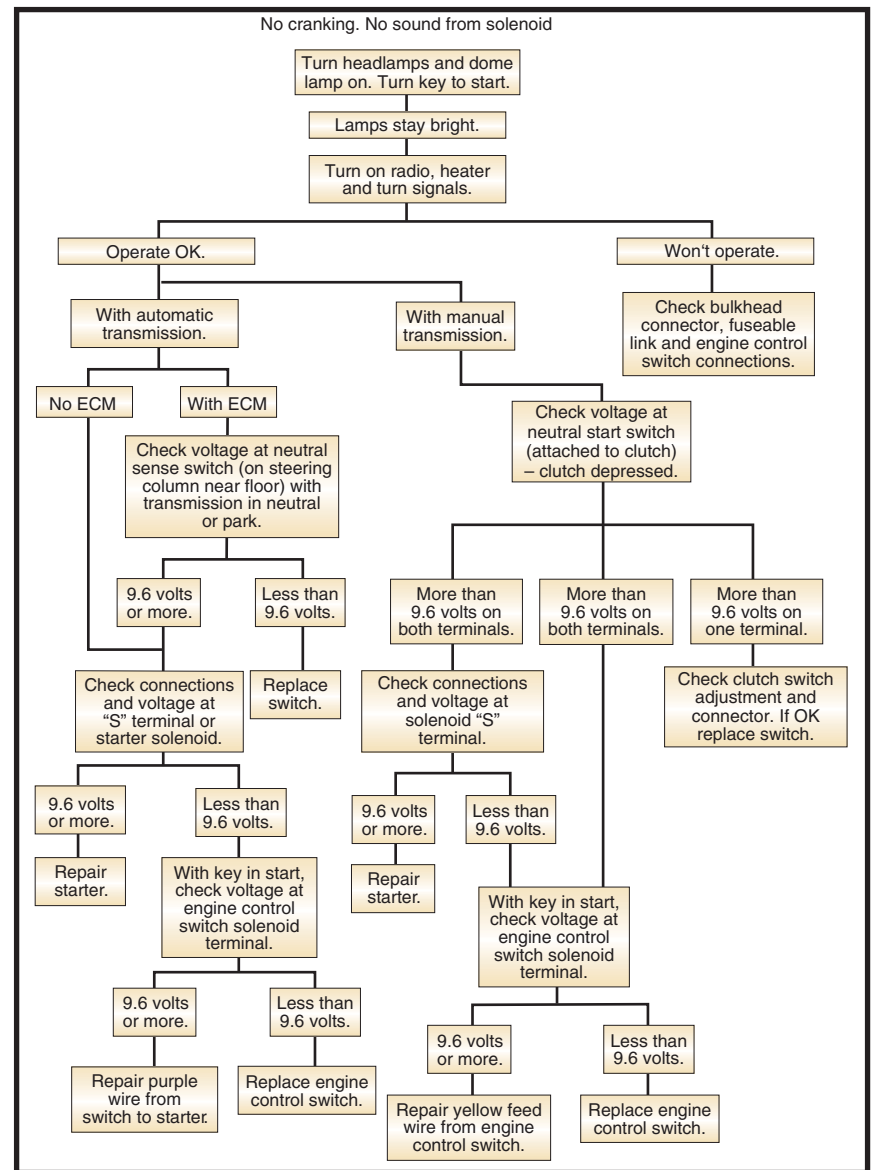 No cranking. No sound from solenoid
Turn headlamps and dome
lamp on. Turn key to start.
Lamps stay bright.
Turn on radio, heater
and turn signals.
Operate OK.
Won't operate.
With automatic
transmission.
With manual
transmission.
Check bulkhead
connector, fuseable
link and engine control
switch connections.
No ECM
With ECM
Check voltage at neutral
sense switch (on steering
column near floor) with
transmission in neutral
or park.
Check voltage at
neutral start switch
(attached to clutch)
– clutch depressed.
9.6 volts
or more.
Less than
9.6 volts.
More than
9.6 volts on
both terminals.
More than
9.6 volts on
both terminals.
More than
9.6 volts on
one terminal.
Check connections
and voltage at
"S" terminal or
starter solenoid.
Replace
switch.
Check connections
and voltage at
solenoid "S"
terminal.
Check clutch switch
adjustment and
connector. If OK
replace switch.
9.6 volts
or more.
Less than
9.6 volts.
9.6 volts
or more.
Less than
9.6 volts.
Repair
starter.
With key in start,
check voltage at
engine control
switch solenoid
terminal.
Repair
starter.
With key in start,
check voltage at
engine control
switch solenoid
terminal.
9.6 volts
or more.
Less than
9.6 volts.
9.6 volts
or more.
Less than
9.6 volts.
Repair purple
wire from
switch to starter.
Replace engine
control switch.
Repair yellow feed
wire from engine
control switch.
Replace engine
control switch.